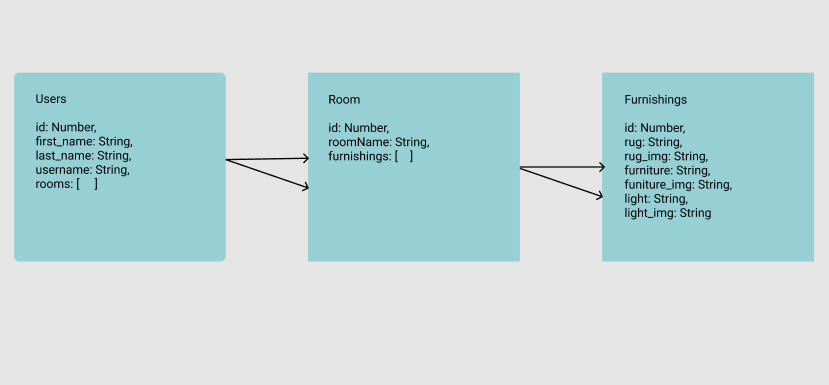 Users
id: Number,
first_name: String,
last_name: String,
username: String,
rooms: [    ]
Room
id: Number,
roomName: String,
furnishings: [    ]
Furnishings
id: Number,
rug: String,
rug_img: String,
furniture: String,
funiture_img: String,
light: String,
light_img: String